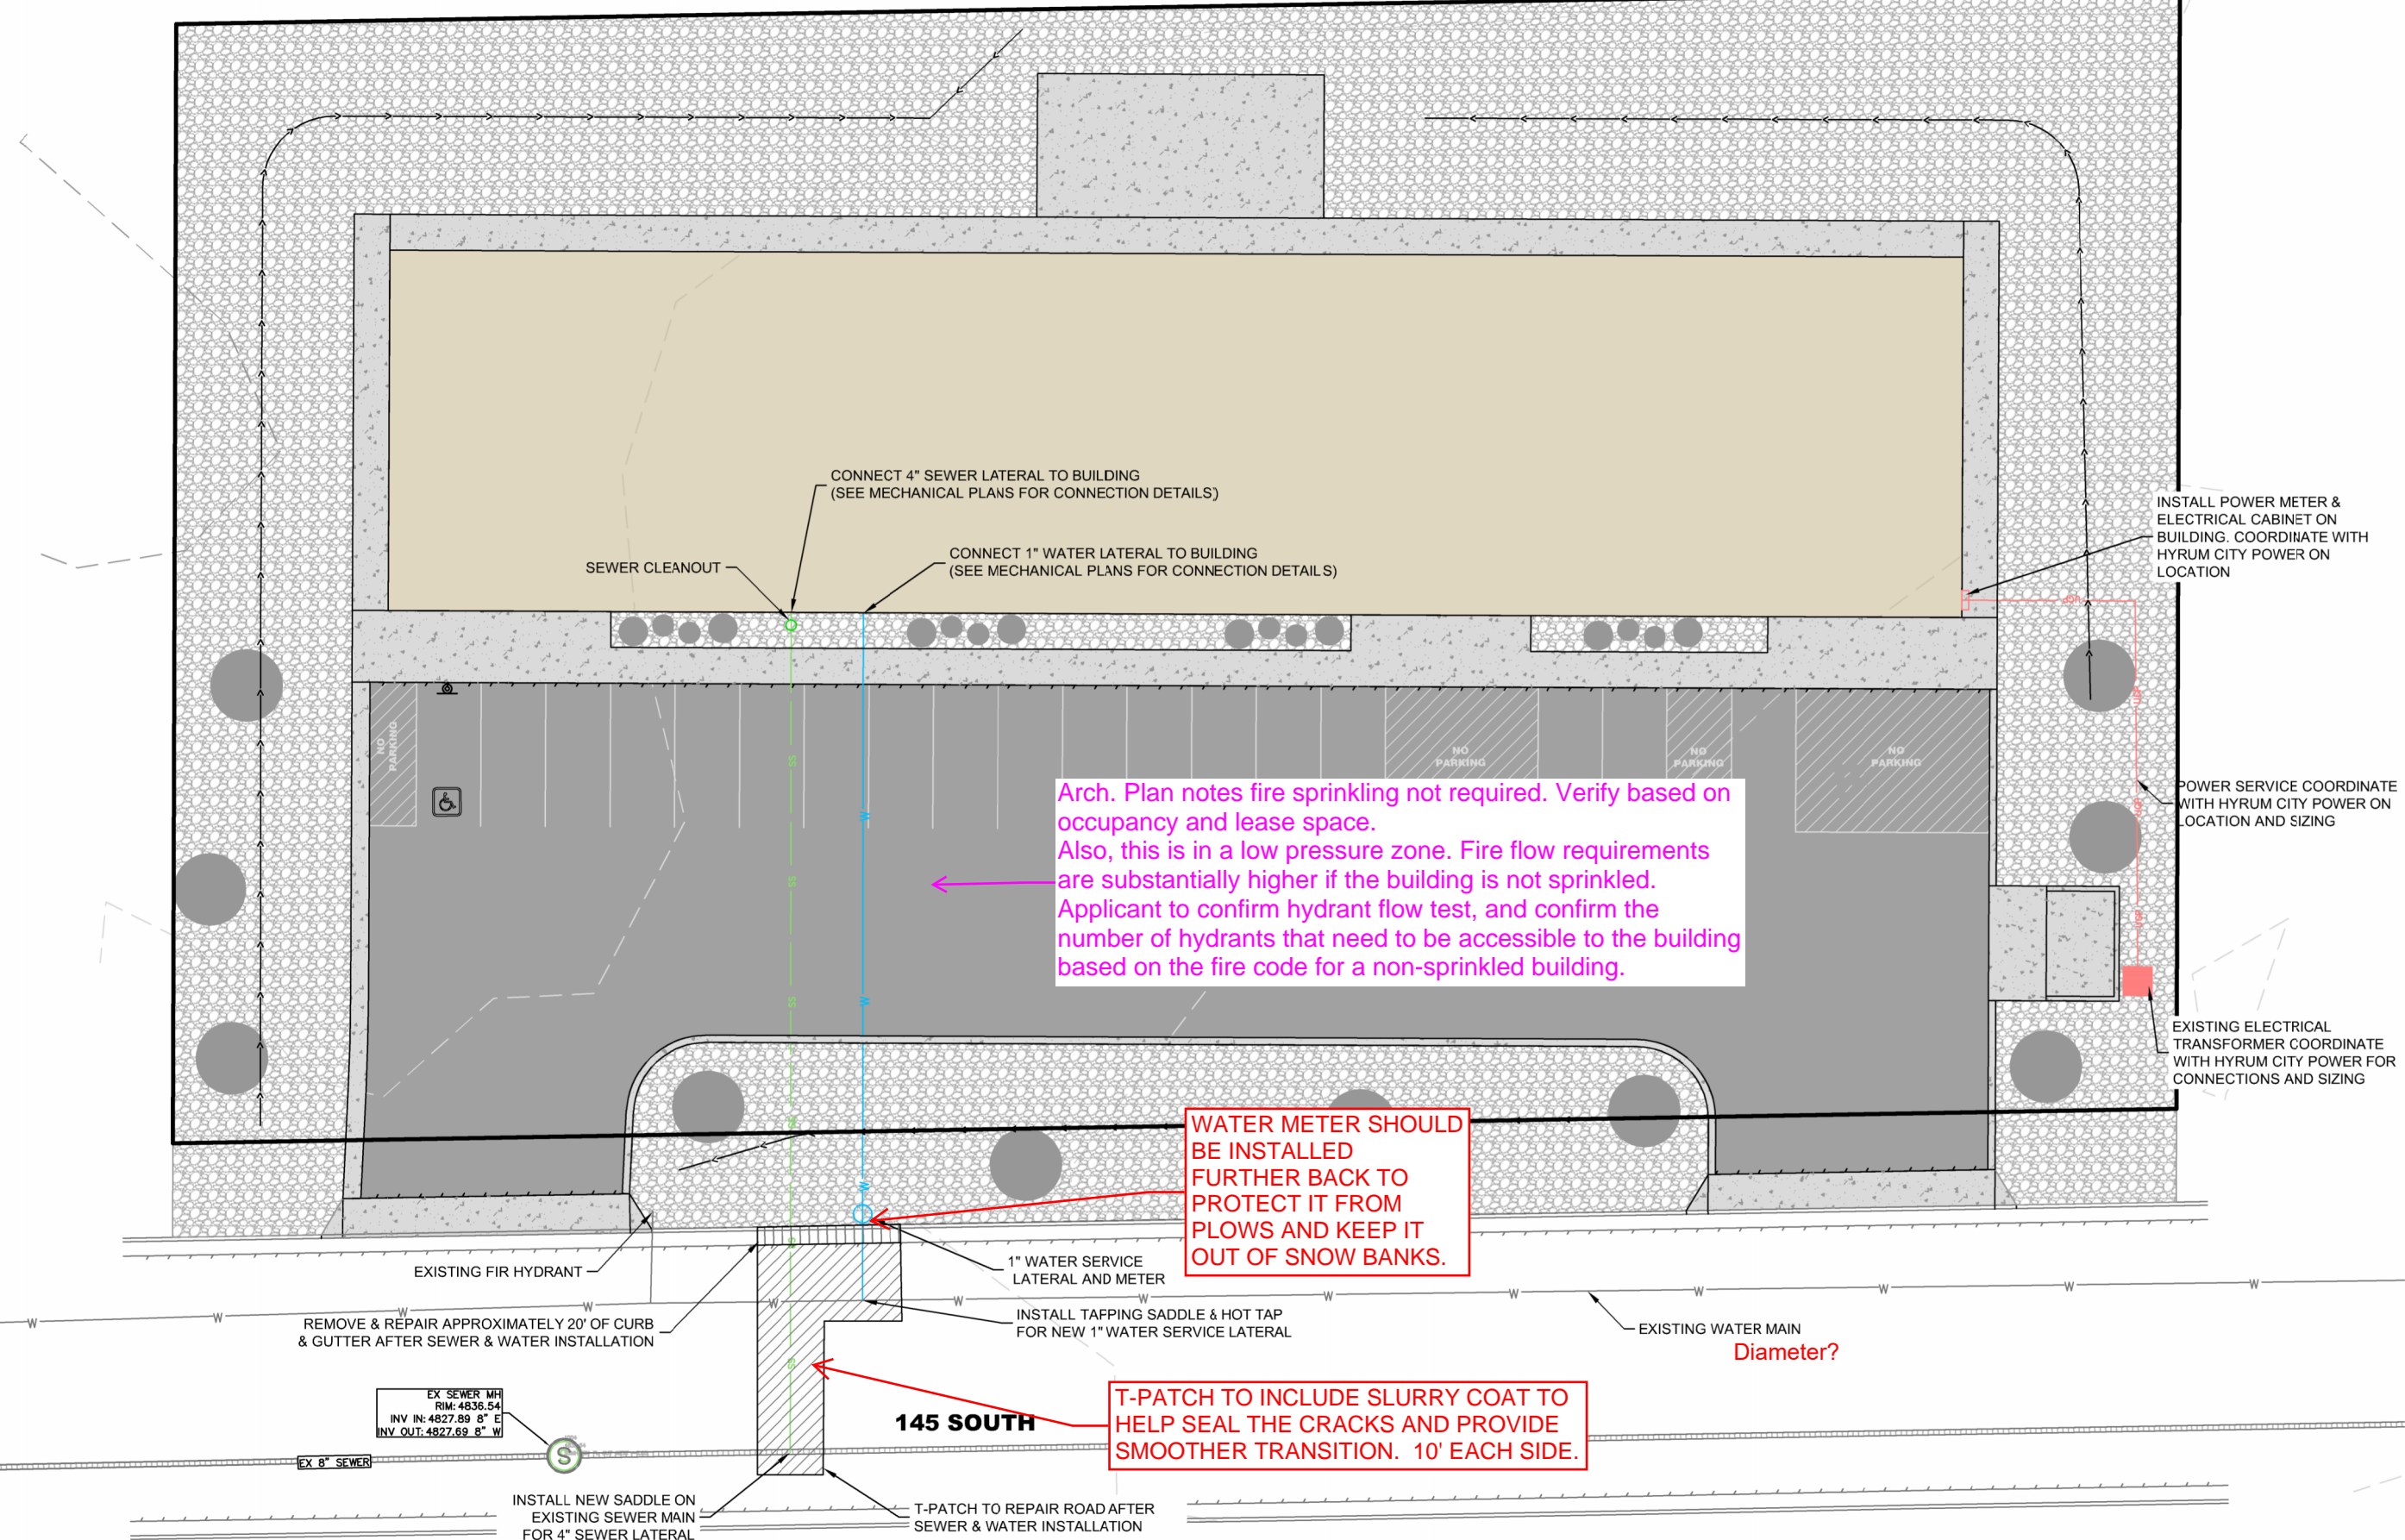 CONNECT 4" SEWER LATERAL TO BUILDING
(SEE MECHANICAL PLANS FOR CONNECTION DETAILS)
SEWER CLEANOUT
CONNECT 1" WATER LATERAL TO BUILDING
(SEE MECHANICAL PLANS FOR CONNECTION DETAILS)
INSTALL POWER METER &
ELECTRICAL CABINET ON
BUILDING. COORDINATE WITH
HYRUM CITY POWER ON
LOCATION
UGP
UGP
UGP
UGP
NO
PARKING
NO
PARKING
NO
PARKING
NO
PARKING
SS
W
Arch. Plan notes fire sprinkling not required. Verify based on
occupancy and lease space.
Also, this is in a low pressure zone. Fire flow requirements
are substantially higher if the building is not sprinkled.
Applicant to confirm hydrant flow test, and confirm the
number of hydrants that need to be accessible to the building
based on the fire code for a non-sprinkled building.
POWER SERVICE COORDINATE
WITH HYRUM CITY POWER ON
LOCATION AND SIZING
SS
SS
W
EXISTING ELECTRICAL
TRANSFORMER COORDINATE
WITH HYRUM CITY POWER FOR
CONNECTIONS AND SIZING
SS
W
WATER METER SHOULD
BE INSTALLED
FURTHER BACK TO
PROTECT IT FROM
PLOWS AND KEEP IT
OUT OF SNOW BANKS.
SS
EXISTING FIR HYDRANT
1" WATER SERVICE
LATERAL AND METER
W W W W W W W W W W W W W
REMOVE & REPAIR APPROXIMATELY 20' OF CURB
& GUTTER AFTER SEWER & WATER INSTALLATION
INSTALL TAPPING SADDLE & HOT TAP
FOR NEW 1" WATER SERVICE LATERAL
EXISTING WATER MAIN
Diameter?
SS
EX SEWER MH
RIM: 4836.54
INV IN: 4827.89 8" E
INV OUT: 4827.69 8" W
145 SOUTH
T-PATCH TO INCLUDE SLURRY COAT TO
HELP SEAL THE CRACKS AND PROVIDE
SMOOTHER TRANSITION. 10' EACH SIDE.
S
EX 8" SEWER
INSTALL NEW SADDLE ON
EXISTING SEWER MAIN
FOR 4" SEWER LATERAL
T-PATCH TO REPAIR ROAD AFTER
SEWER & WATER INSTALLATION